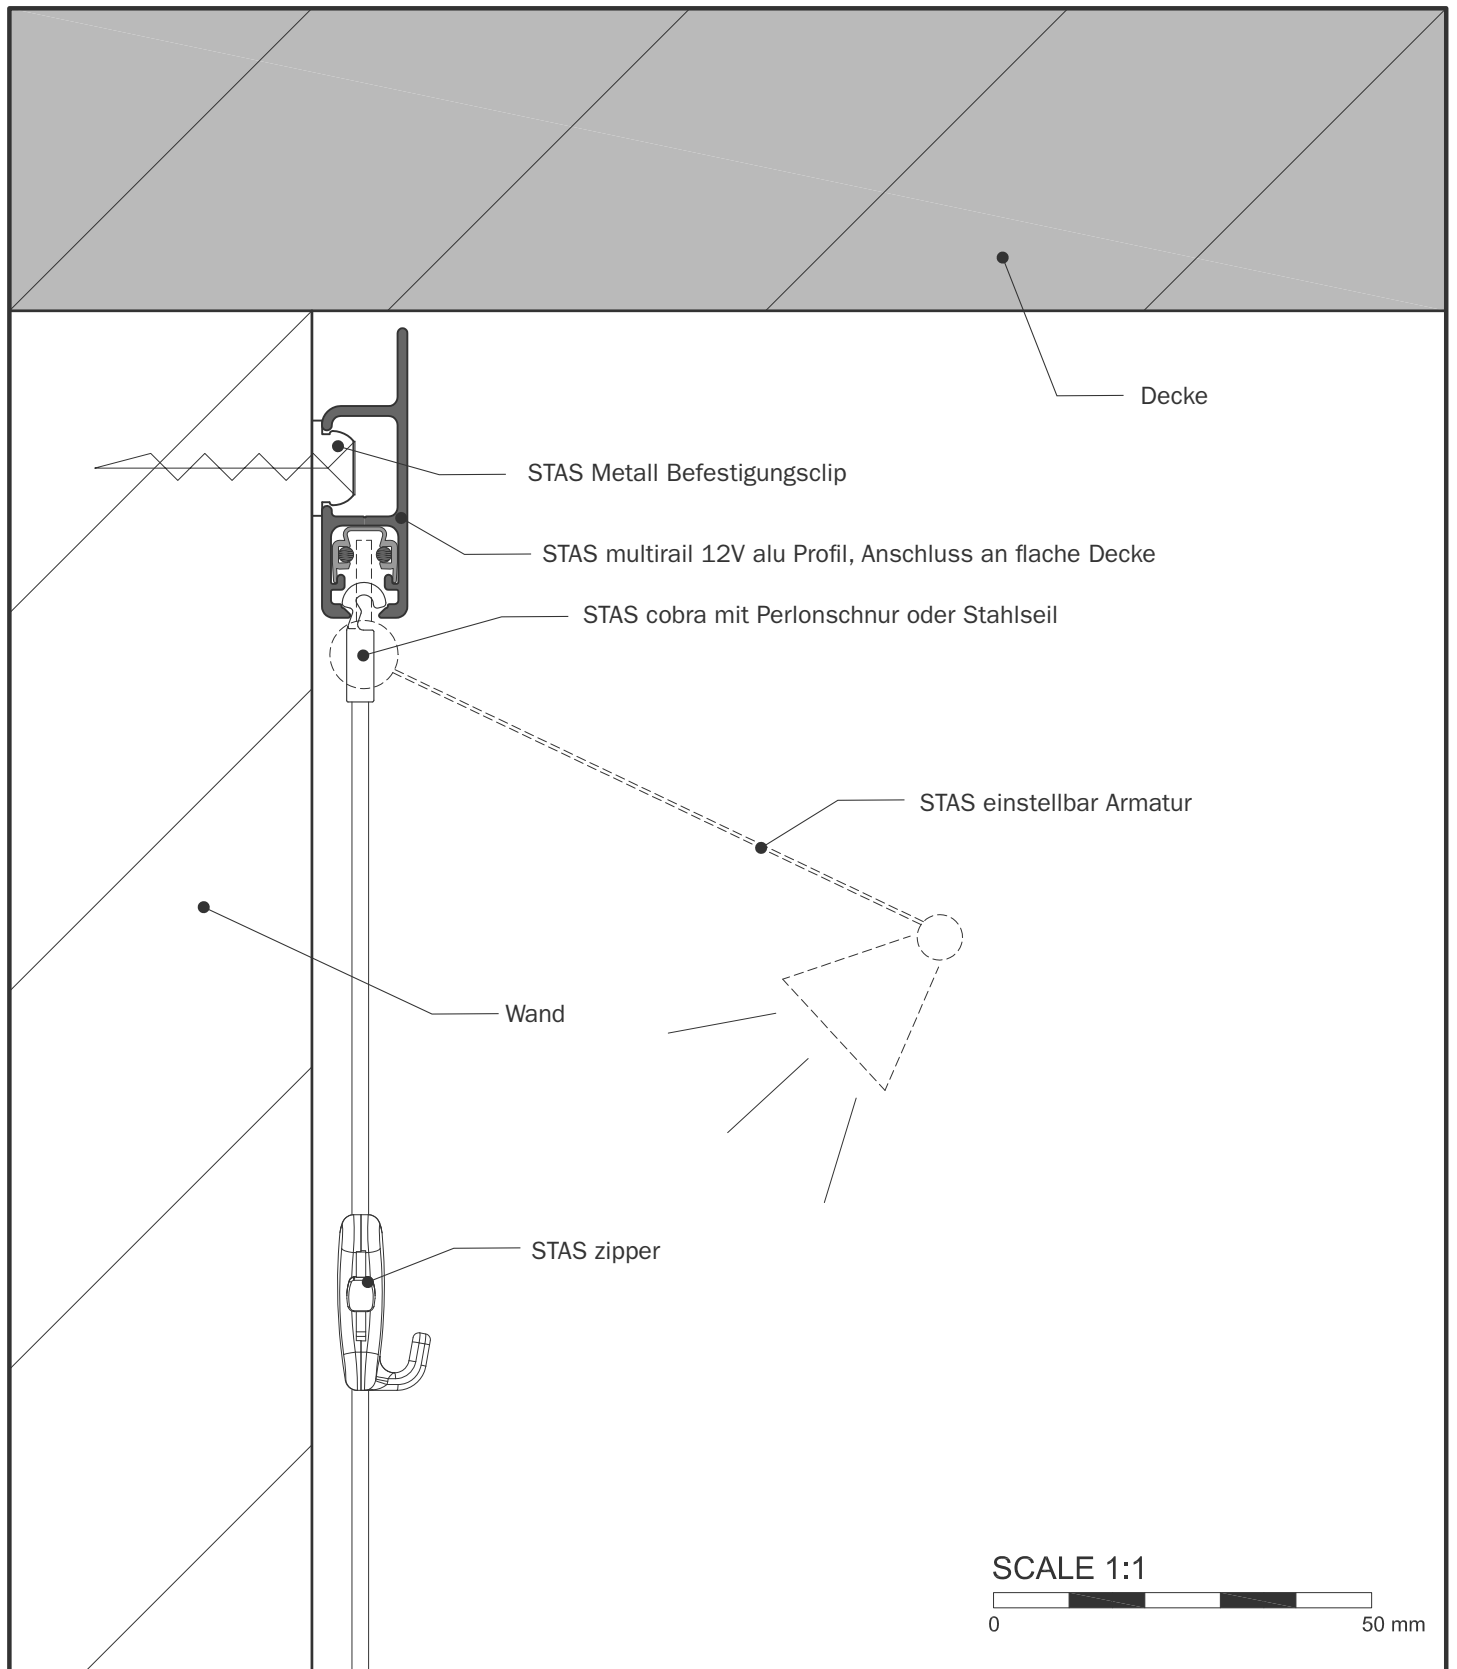 Decke
STAS Metall Befestigungsclip
STAS multirail 12V alu Profil, Anschluss an flache Decke
STAS cobra mit Perlonschnur oder Stahlseil
STAS einstellbar Armatur
Wand
STAS zipper
SCALE 1:1
0 50 mm